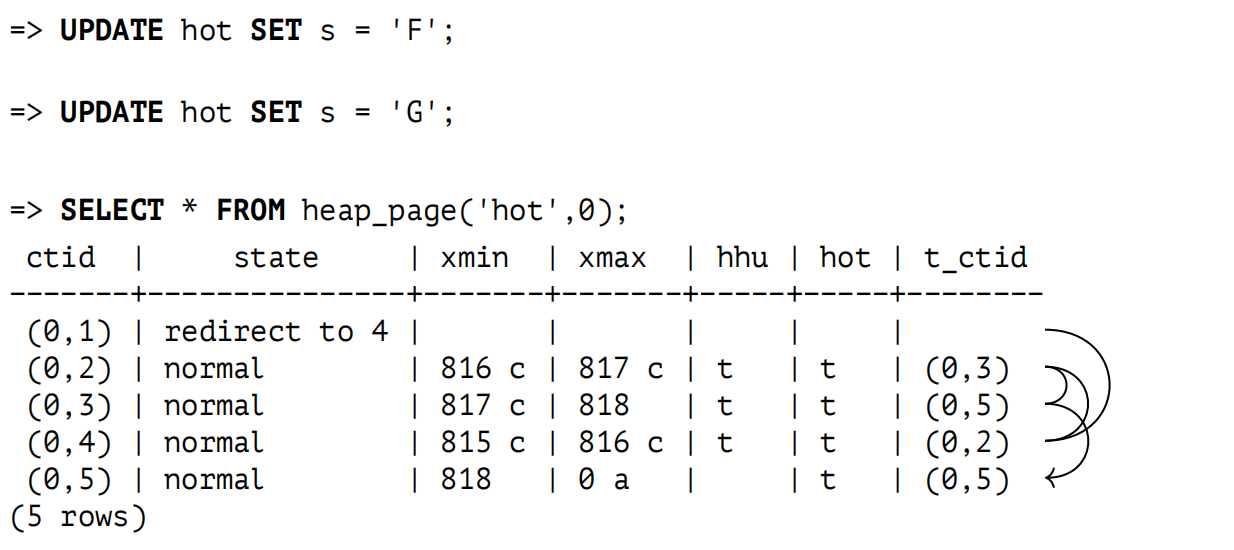 => UPDATE hot SET s = 'F';
=> UPDATE hot SET s = 'G';
=> SELECT * FROM heap_page('hot',0);
 ctid  |     state     | xmin  | xmax  | hhu | hot | t_ctid
-------+---------------+-------+-------+-----+-----+--------
 (0,1) | redirect to 4 |       |       |     |     |
 (0,2) | normal        | 816 c | 817 c | t   | t   | (0,3)
 (0,3) | normal        | 817 c | 818   | t   | t   | (0,5)
 (0,4) | normal        | 815 c | 816 c | t   | t   | (0,2)
 (0,5) | normal        | 818   | 0 a   |     | t   | (0,5)
(5 rows)